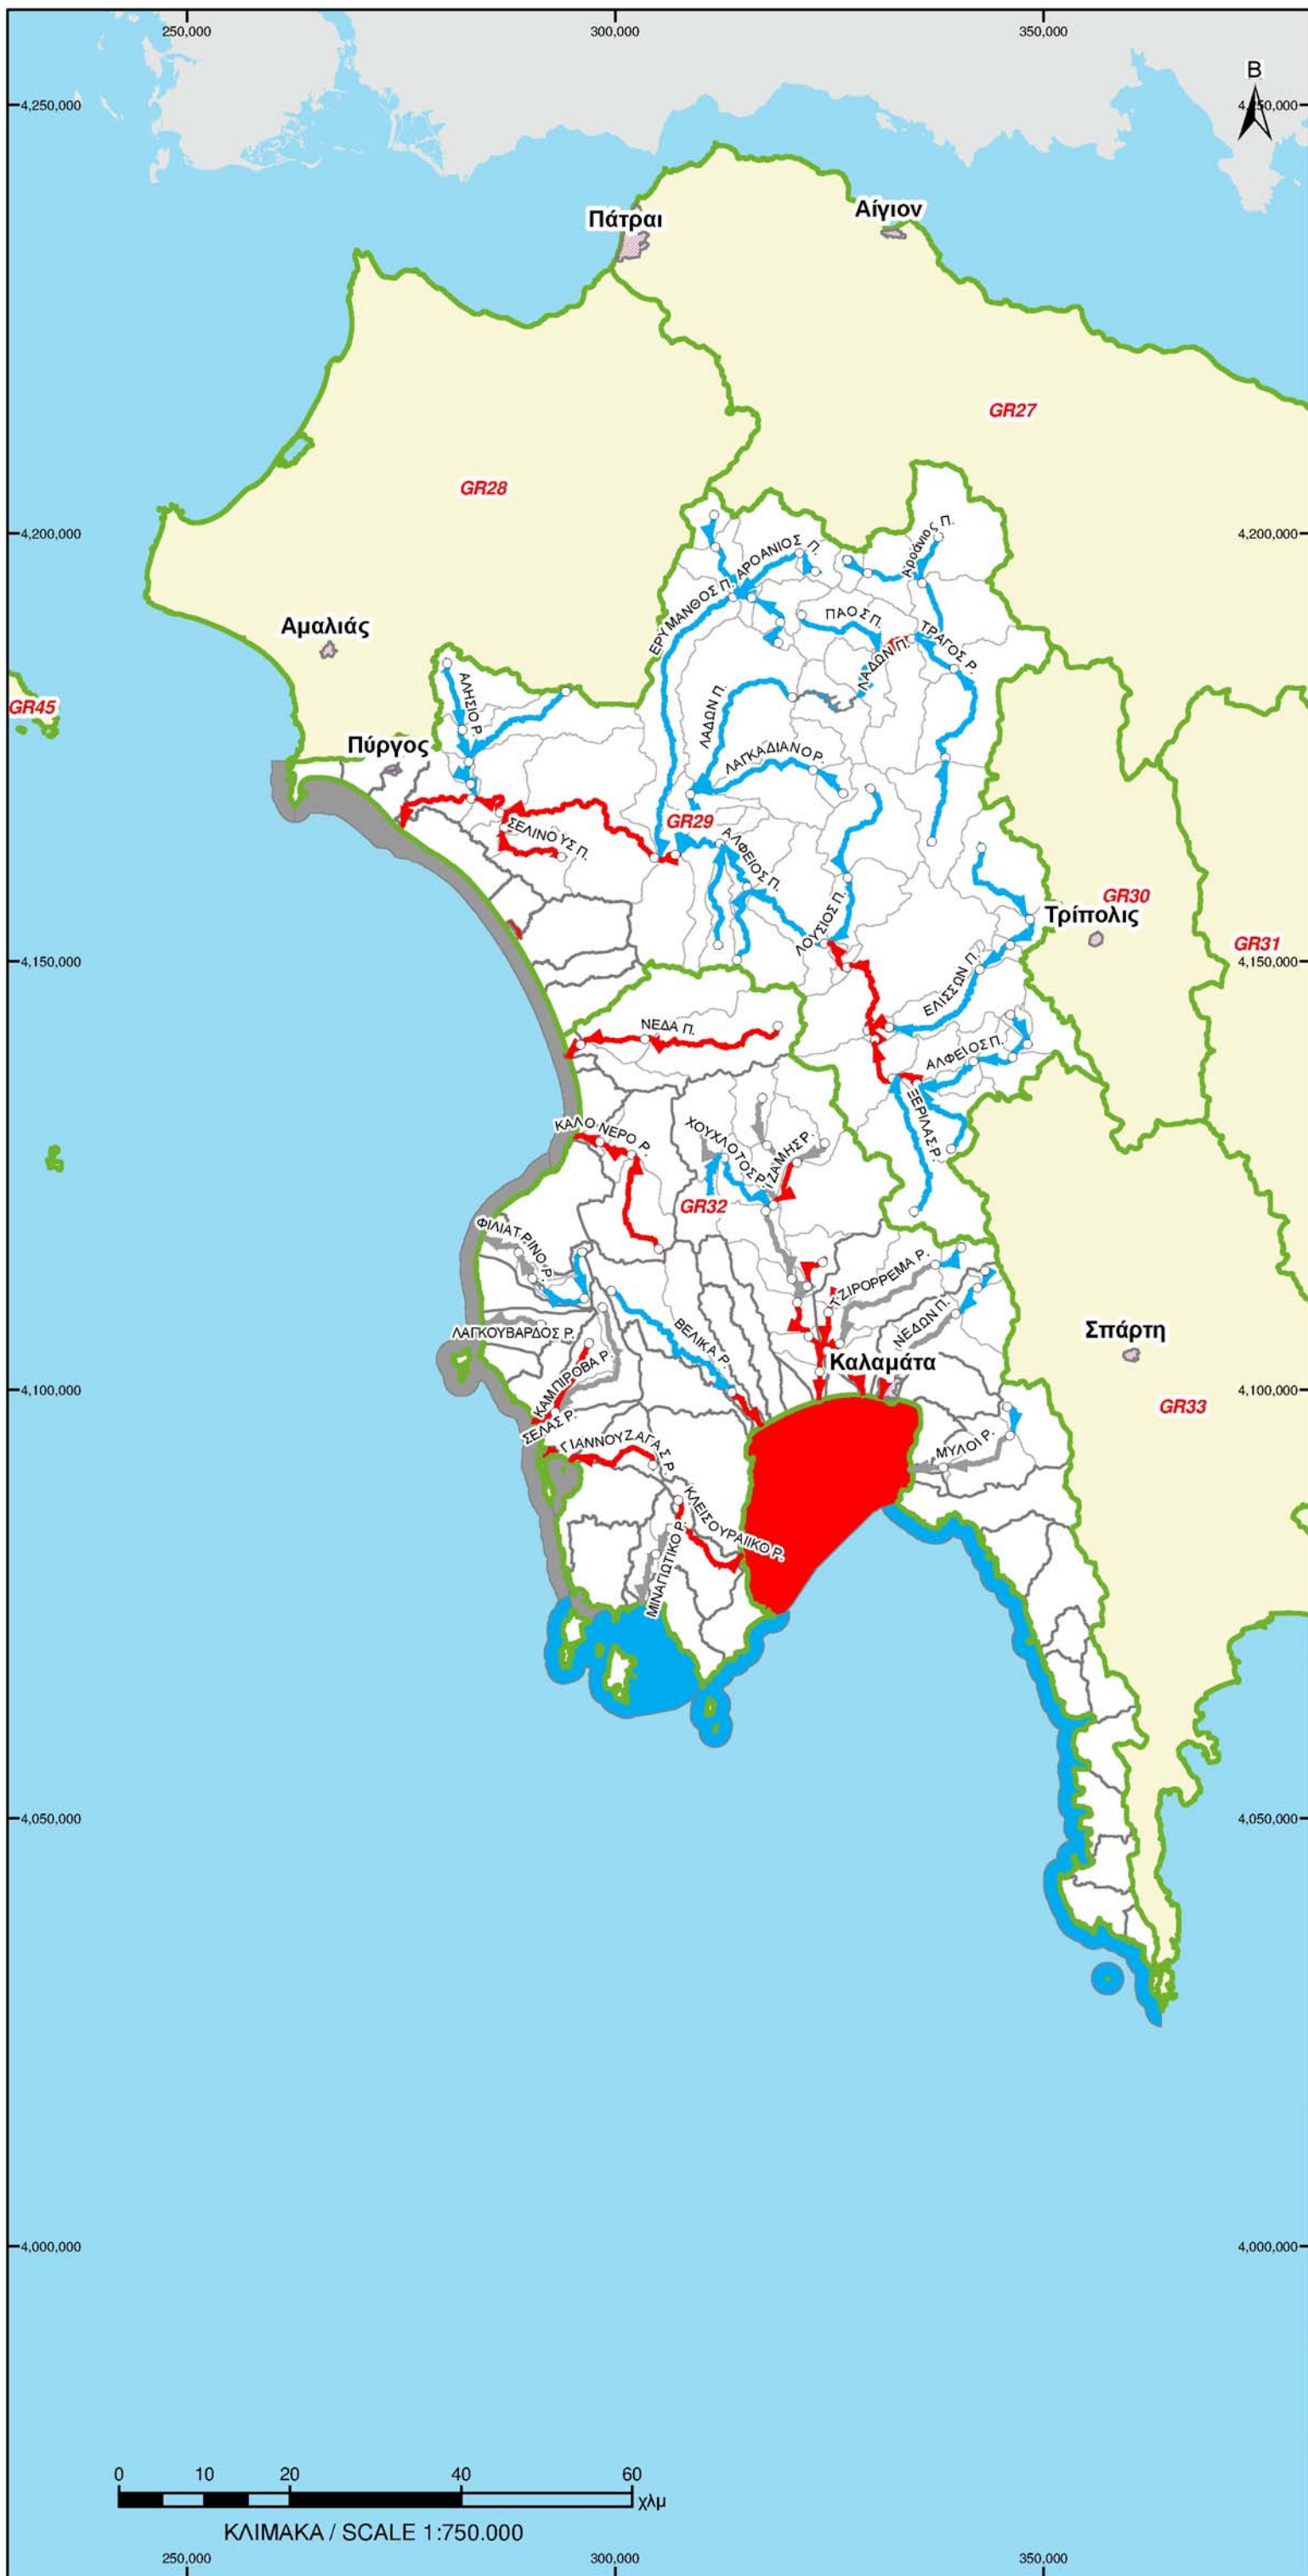 250,000
300,000
350,000
Β
4,250,000
4,250,000
Πάτραι
Αίγιον
GR27
GR28
4,200,000
4,200,000
Αροάνιος Π.
ΑΡΟΑΝΙΟΣ Π.
ΕΡΥΜΑΝΘΟΣ Π.
ΠΑΟΣ Π.
Αμαλιάς
ΤΡΑΓΟΣ Ρ.
ΛΑΔΩΝ Π.
ΑΛΗΣΙΟ Ρ.
GR45
ΛΑΔΩΝ Π.
Πύργος
ΛΑΓΚΑΔΙΑΝΟ Ρ.
GR29
ΣΕΛΙΝΟΥΣ Π.
ΑΛΦΕΙΟΣ Π.
GR30
Τρίπολις
ΛΟΥΣΙΟΣ Π.
GR31
4,150,000
4,150,000
ΕΛΙΣΣΩΝ Π.
ΝΕΔΑ Π.
ΑΛΦΕΙΟΣ Π.
ΞΕΡΙΛΑΣ Ρ.
ΚΑΛΟ ΝΕΡΟ Ρ.
ΧΟΥΧΛΟΤΟΣ Ρ.
ΤΖΑΜΗΣ Ρ.
GR32
ΦΙΛΙΑΤΡΙΝΟ Ρ.
ΤΖΙΡΟΡΡΕΜΑ Ρ.
ΝΕΔΩΝ Π.
ΛΑΓΚΟΥΒΑΡΔΟΣ Ρ.
ΒΕΛΙΚΑ Ρ.
Σπάρτη
Καλαμάτα
4,100,000
4,100,000
ΚΑΜΠΙΡΟΒΑ Ρ.
GR33
ΣΕΛΑΣ Ρ.
ΓΙΑΝΝΟΥΖΑΓΑΣ Ρ.
ΜΥΛΟΙ Ρ.
ΚΛΕΙΣΟΥΡΑΙΙΚΟ Ρ.
ΜΙΝΑΓΙΩΤΙΚΟ Ρ.
4,050,000
4,050,000
4,000,000
4,000,000
0 10 20 40 60
χλμ
ΚΛΙΜΑΚΑ / SCALE 1:750.000
250,000
300,000
350,000